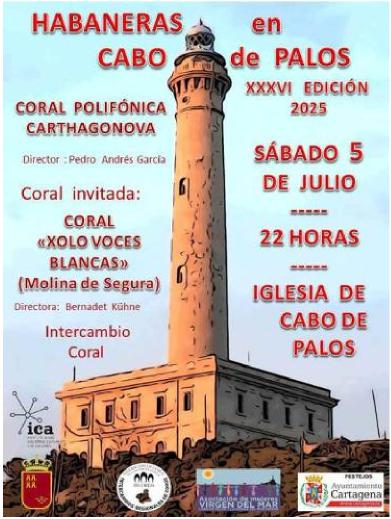 HABANERAS en
CABO de PALOS
XXXVI EDICIÓN
2025
CORAL POLIFÓNICA
CARTHAGONOVA
Director : Pedro Andrés García
Coral invitada:
CORAL
«XOLO VOCES
BLANCAS»
(Molina de Segura)
Directora: Bernadet Kühne
Intercambio
Coral
SÁBADO 5
DE JULIO
-----
22 HORAS
-----
IGLESIA DE
CABO DE
PALOS
ica
Asociación de mujeres
VIRGEN DEL MAR
FESTEJOS
Ayuntamiento
Cartagena